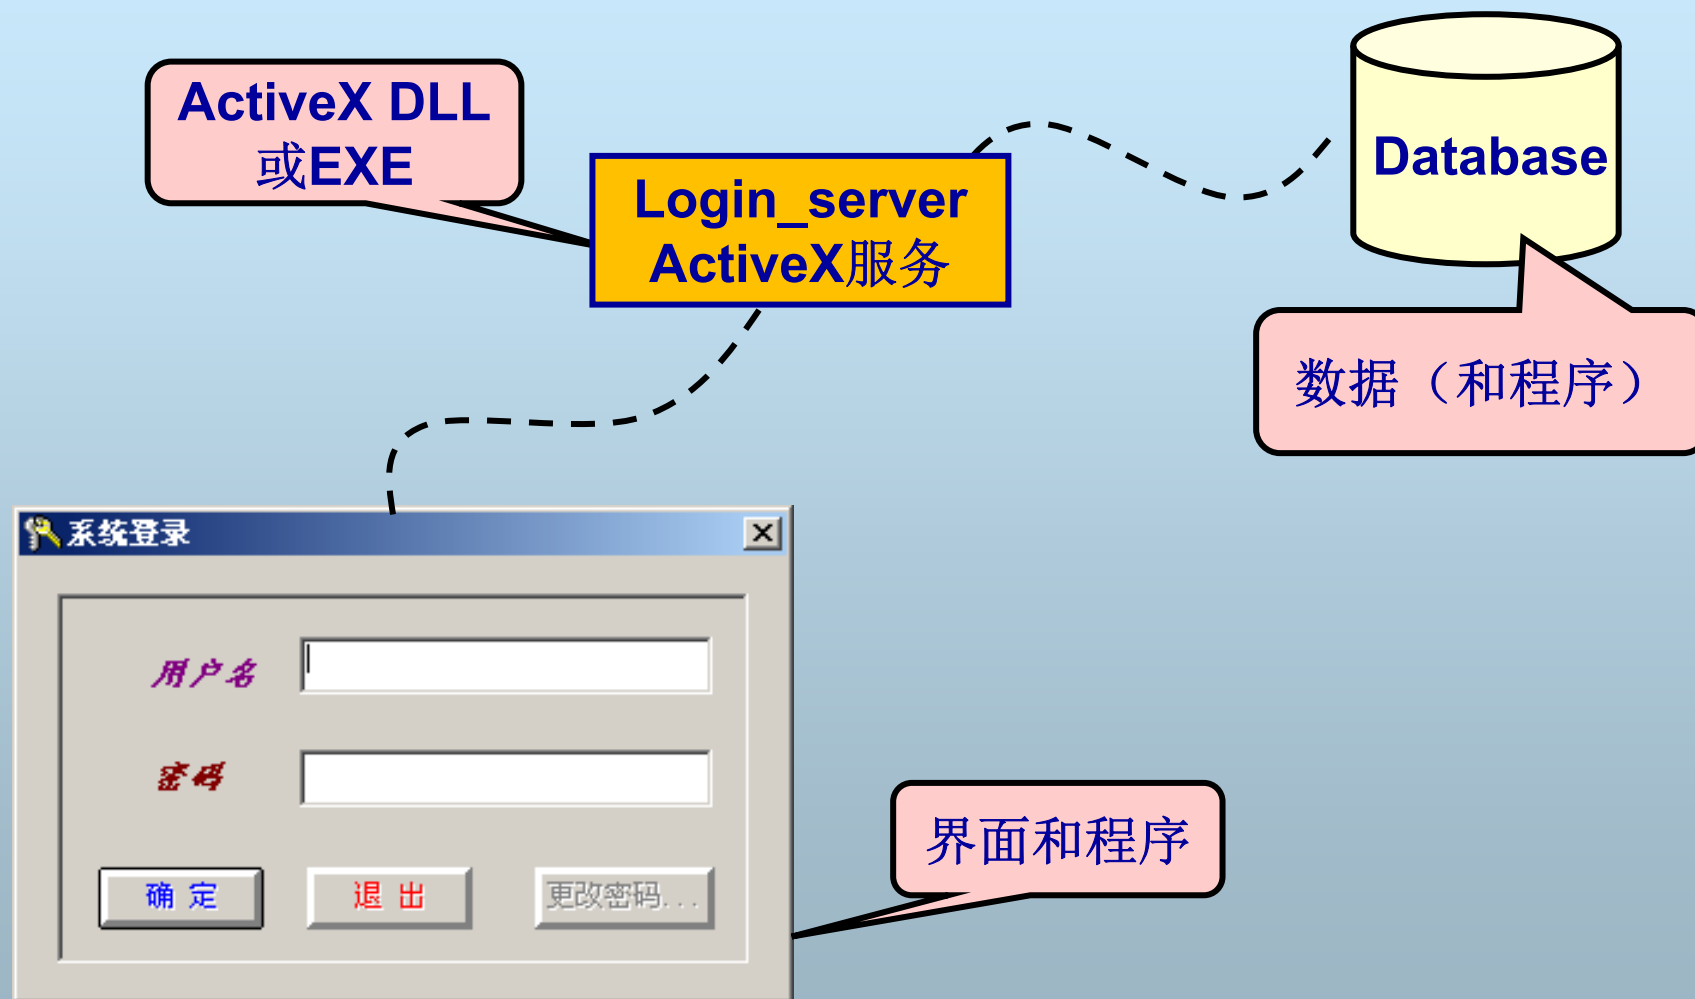 ActiveX DLL
或EXE
Login_server
ActiveX服务
Database
数据（和程序）
系统登录
用户名
密码
确 定
退 出
更改密码...
界面和程序